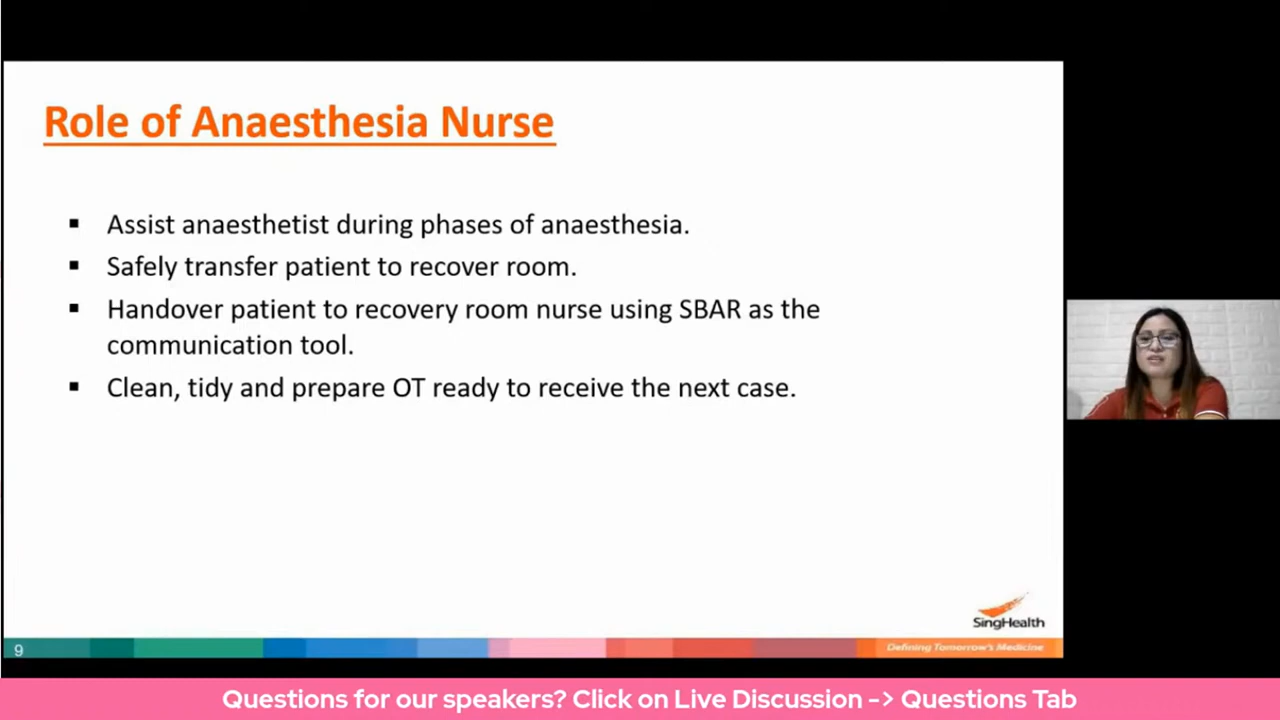 Role of Anaesthesia Nurse
▪ Assist anaesthetist during phases of anaesthesia.
▪ Safely transfer patient to recover room.
▪ Handover patient to recovery room nurse using SBAR as the
communication tool.
▪ Clean, tidy and prepare OT ready to receive the next case.
SingHealth
9
Defining Tomorrow's Medicine
Questions for our speakers? Click on Live Discussion -> Questions Tab